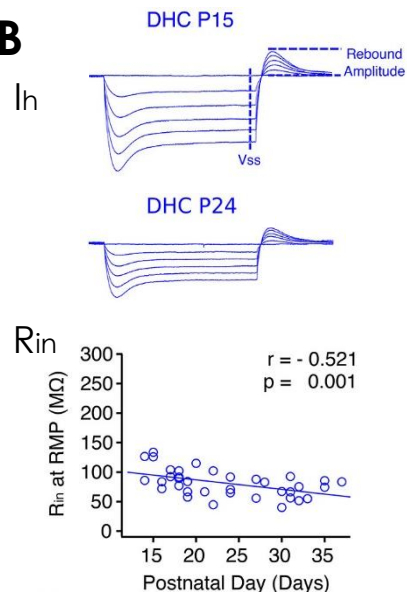 B
DHC P15
Ih
Rebound
Amplitude
Vss
DHC P24
Rin
r = - 0.521
p = 0.001
Rin at RMP (MΩ)
300
250
200
150
100
50
0
15 20 25 30 35
Postnatal Day (Days)